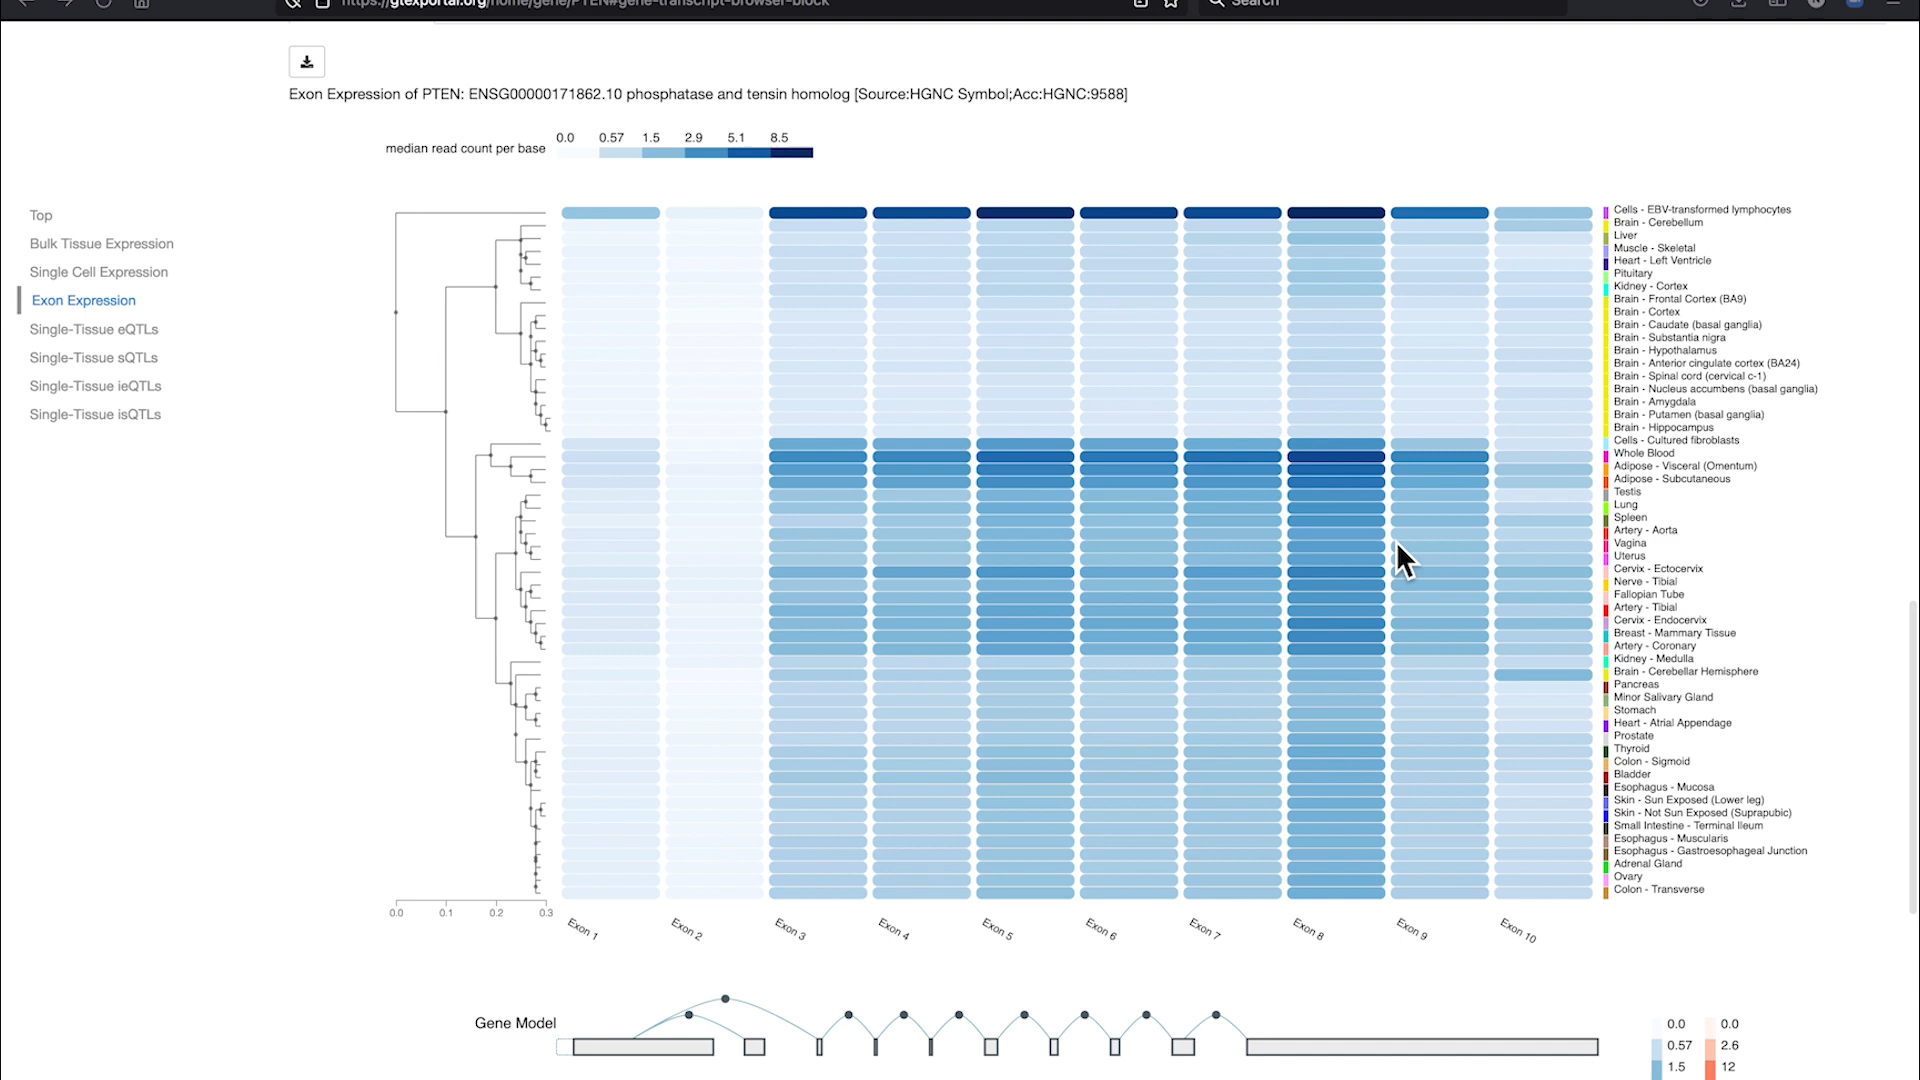 https://gtexportal.org/home/gene/PTEN#gene-transcript-browser-block
Search
Exon Expression of PTEN: ENSG00000171862.10 phosphatase and tensin homolog [Source:HGNC Symbol;Acc:HGNC:9588]
0.0 0.57 1.5 2.9 5.1 8.5
median read count per base
Top
Bulk Tissue Expression
Single Cell Expression
Exon Expression
Single-Tissue eQTLs
Single-Tissue sQTLs
Single-Tissue ieQTLs
Single-Tissue isQTLs
Cells - EBV-transformed lymphocytes
Brain - Cerebellum
Liver
Muscle - Skeletal
Heart - Left Ventricle
Pituitary
Kidney - Cortex
Brain - Frontal Cortex (BA9)
Brain - Cortex
Brain - Caudate (basal ganglia)
Brain - Substantia nigra
Brain - Hypothalamus
Brain - Anterior cingulate cortex (BA24)
Brain - Spinal cord (cervical c-1)
Brain - Nucleus accumbens (basal ganglia)
Brain - Amygdala
Brain - Putamen (basal ganglia)
Brain - Hippocampus
Cells - Cultured fibroblasts
Whole Blood
Adipose - Visceral (Omentum)
Adipose - Subcutaneous
Testis
Lung
Spleen
Artery - Aorta
Vagina
Uterus
Cervix - Ectocervix
Nerve - Tibial
Fallopian Tube
Artery - Tibial
Cervix - Endocervix
Breast - Mammary Tissue
Artery - Coronary
Kidney - Medulla
Brain - Cerebellar Hemisphere
Pancreas
Minor Salivary Gland
Stomach
Heart - Atrial Appendage
Prostate
Thyroid
Colon - Sigmoid
Bladder
Esophagus - Mucosa
Skin - Sun Exposed (Lower leg)
Skin - Not Sun Exposed (Suprapubic)
Small Intestine - Terminal Ileum
Esophagus - Muscularis
Esophagus - Gastroesophageal Junction
Adrenal Gland
Ovary
Colon - Transverse
0.0 0.1 0.2 0.3
Exon 1 Exon 2 Exon 3 Exon 4 Exon 5 Exon 6 Exon 7 Exon 8 Exon 9 Exon 10
Gene Model
0.0 0.0
0.57 2.6
1.5 12